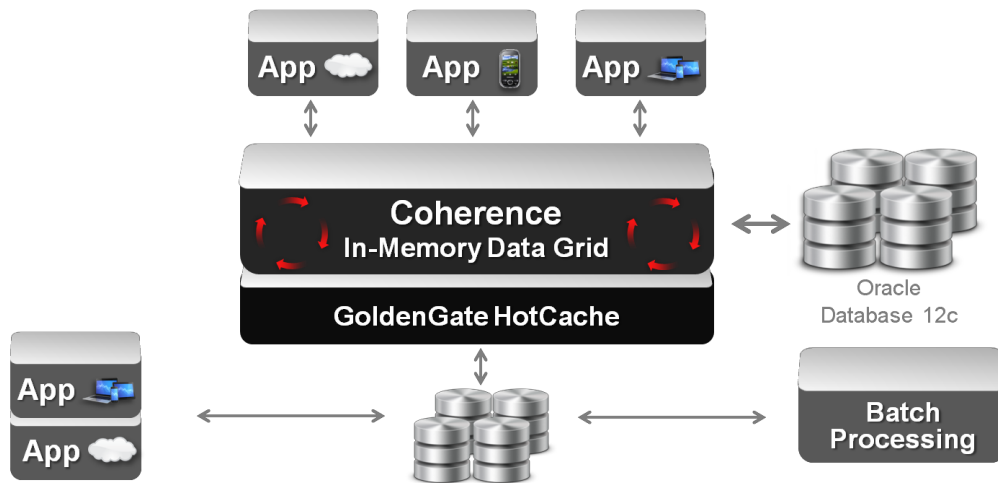 App
App
App
Coherence
In-Memory Data Grid
GoldenGate HotCache
Oracle
Database 12c
App
App
Batch
Processing